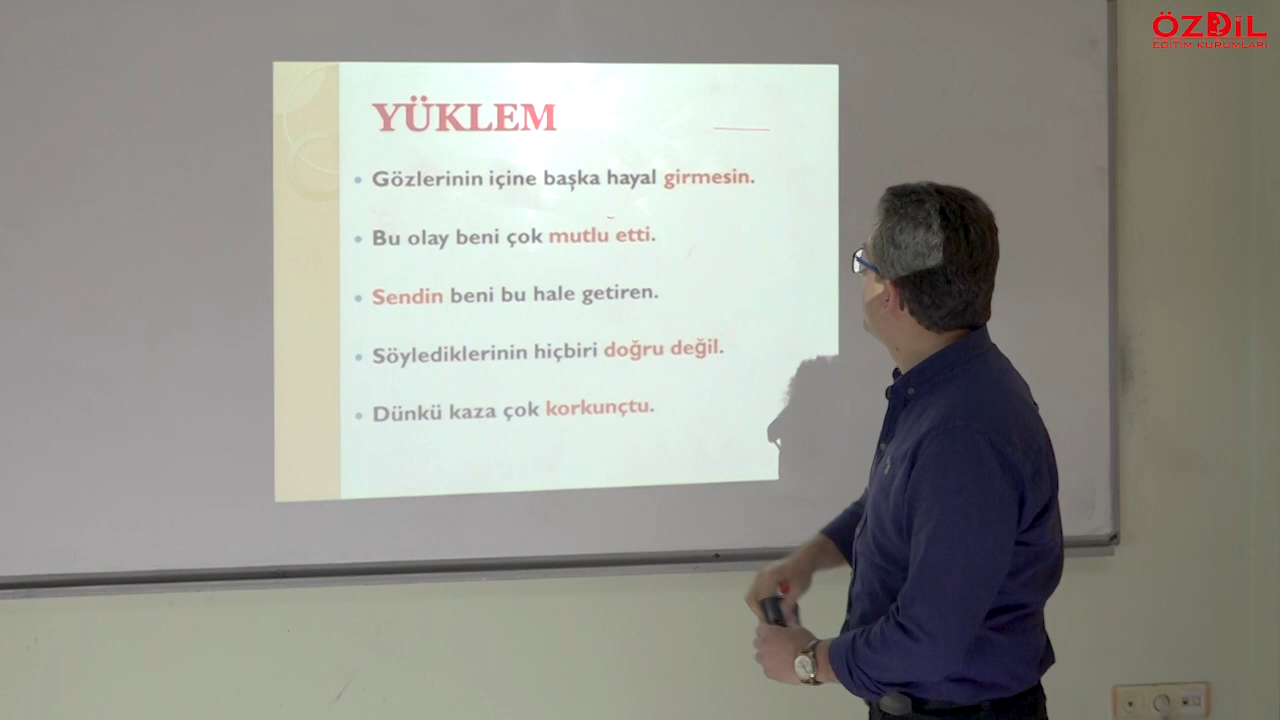 ÖZDİL
EĞİTİM KURUMLARI
YÜKLEM
Gözlerinin içine başka hayal girmesin.
Bu olay beni çok mutlu etti.
Sendin beni bu hale getiren.
Söylediklerinin hiçbiri doğru değil.
Dünkü kaza çok korkunçtu.